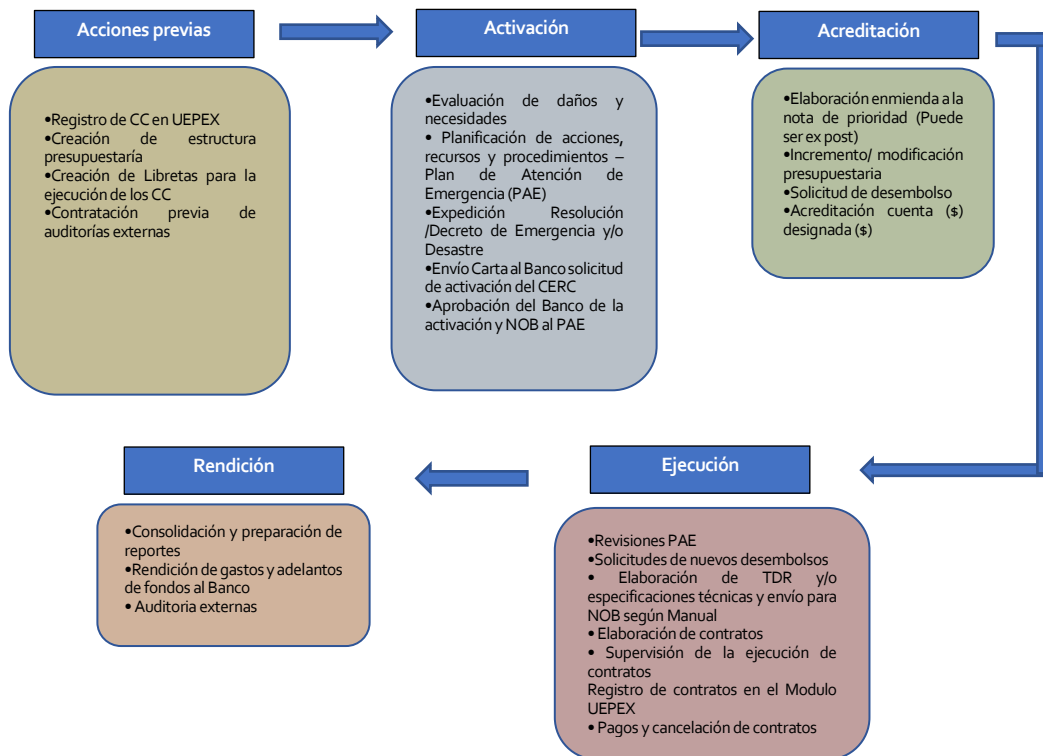 Acciones previas
•Registro de CC en UEPEX
•Creación de estructura
presupuestaría
•Creación de Libretas para la
ejecución de los CC
•Contratación previa de
auditorías externas
Activación
•Evaluación de daños y
necesidades
• Planificación de acciones,
recursos y procedimientos –
Plan de Atención de
Emergencia (PAE)
•Expedición Resolución
/Decreto de Emergencia y/o
Desastre
•Envío Carta al Banco solicitud
de activación del CERC
•Aprobación del Banco de la
activación y NOB al PAE
Acreditación
•Elaboración enmienda a la
nota de prioridad (Puede
ser ex post)
•Incremento/ modificación
presupuestaria
•Solicitud de desembolso
•Acreditación cuenta ($)
designada ($)
Ejecución
•Revisiones PAE
•Solicitudes de nuevos desembolsos
• Elaboración de TDR y/o
especificaciones técnicas y envío para
NOB según Manual
• Elaboración de contratos
• Supervisión de la ejecución de
contratos
Registro de contratos en el Modulo
UEPEX
• Pagos y cancelación de contratos
Rendición
•Consolidación y preparación de
reportes
•Rendición de gastos y adelantos
de fondos al Banco
• Auditoria externas